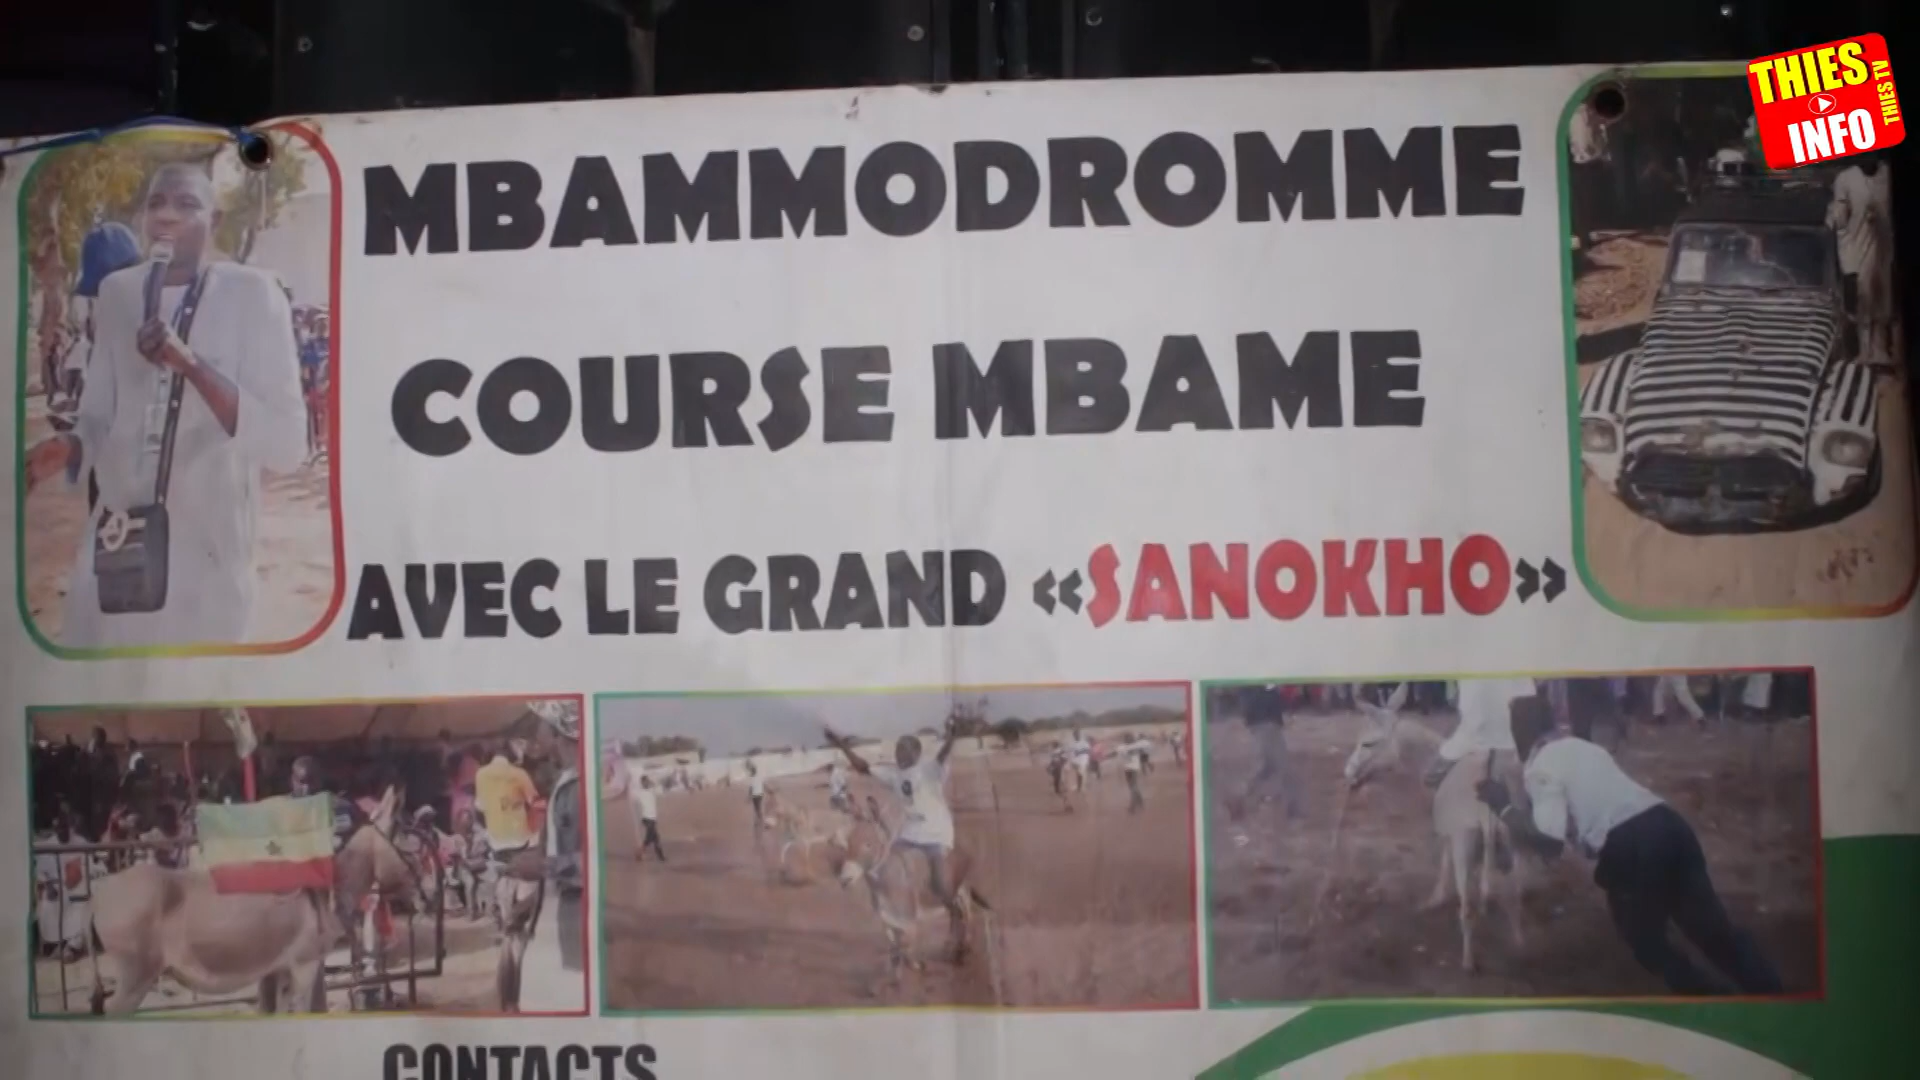 MBAMMODROMME
COURSE MBAME
AVEC LE GRAND «SANOKHO»
CONTACTS
THIES
INFO
THIES TV